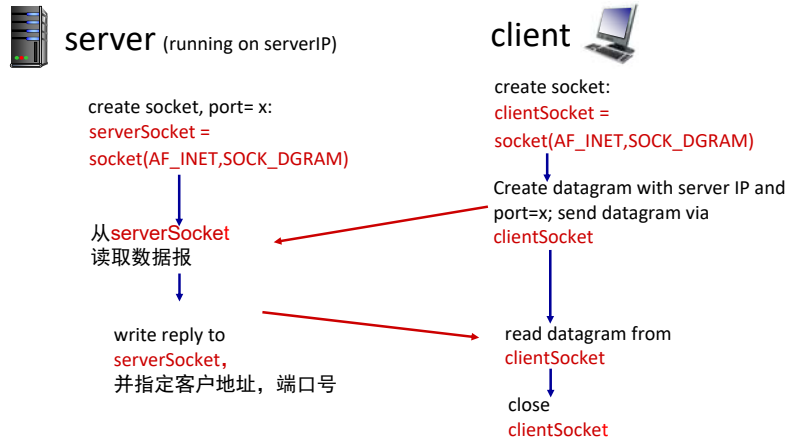 server (running on serverIP)
create socket, port= x:
serverSocket =
socket(AF_INET,SOCK_DGRAM)
从serverSocket
读取数据报
write reply to
serverSocket，
并指定客户地址，端口号
client
create socket:
clientSocket =
socket(AF_INET,SOCK_DGRAM)
Create datagram with server IP and
port=x; send datagram via
clientSocket
read datagram from
clientSocket
close
clientSocket